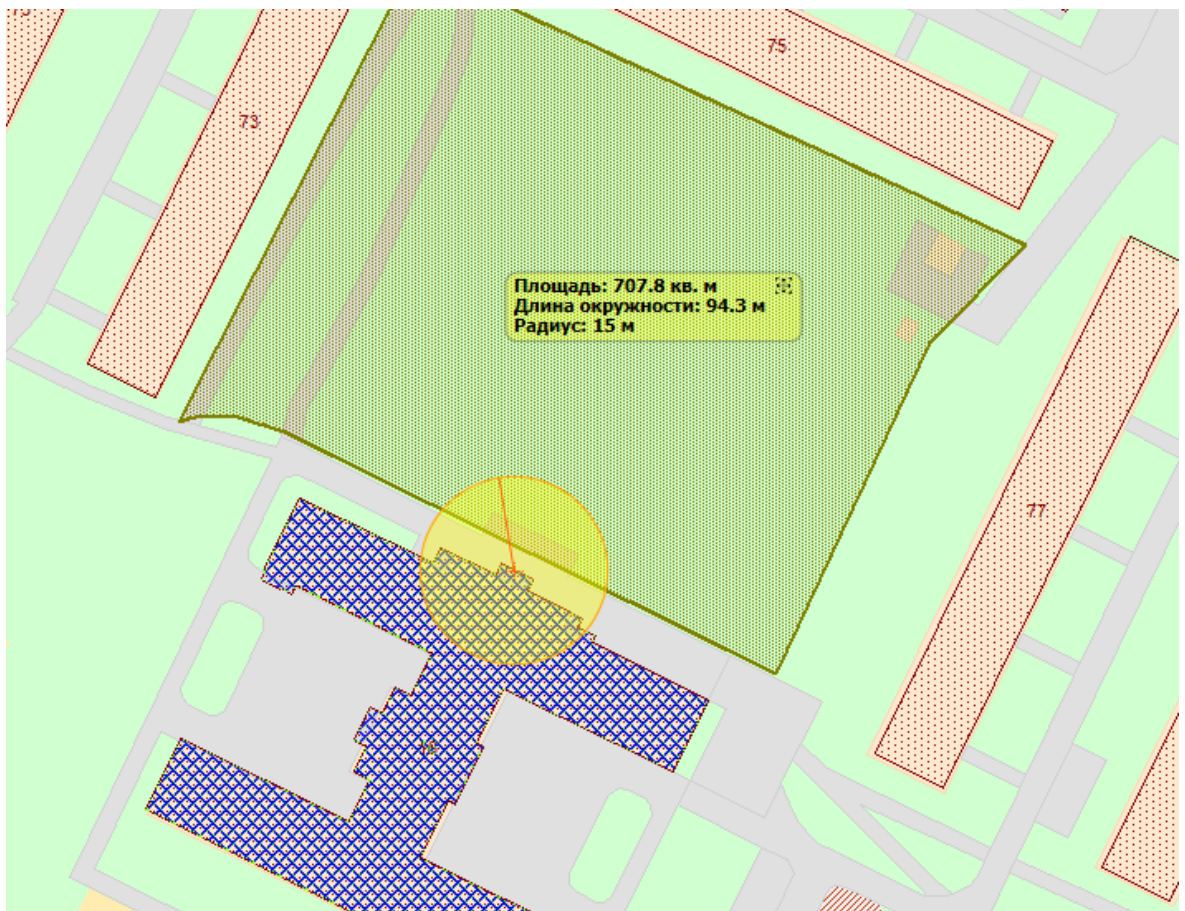 75
73
Площадь: 707.8 кв. м
Длина окружности: 94.3 м
Радиус: 15 м
77